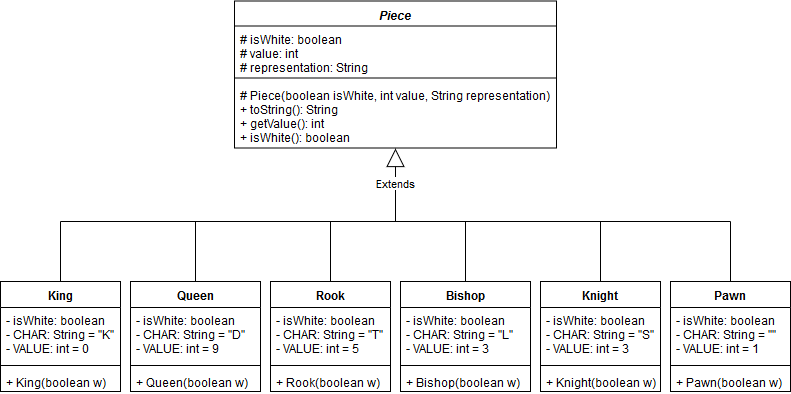 Piece
# isWhite: boolean
# value: int
# representation: String
# Piece(boolean isWhite, int value, String representation)
+ toString(): String
+ getValue(): int
+ isWhite(): boolean
Extends
King
- isWhite: boolean
- CHAR: String = "K"
- VALUE: int = 0
+ King(boolean w)
Queen
- isWhite: boolean
- CHAR: String = "D"
- VALUE: int = 9
+ Queen(boolean w)
Rook
- isWhite: boolean
- CHAR: String = "T"
- VALUE: int = 5
+ Rook(boolean w)
Bishop
- isWhite: boolean
- CHAR: String = "L"
- VALUE: int = 3
+ Bishop(boolean w)
Knight
- isWhite: boolean
- CHAR: String = "S"
- VALUE: int = 3
+ Knight(boolean w)
Pawn
- isWhite: boolean
- CHAR: String = ""
- VALUE: int = 1
+ Pawn(boolean w)